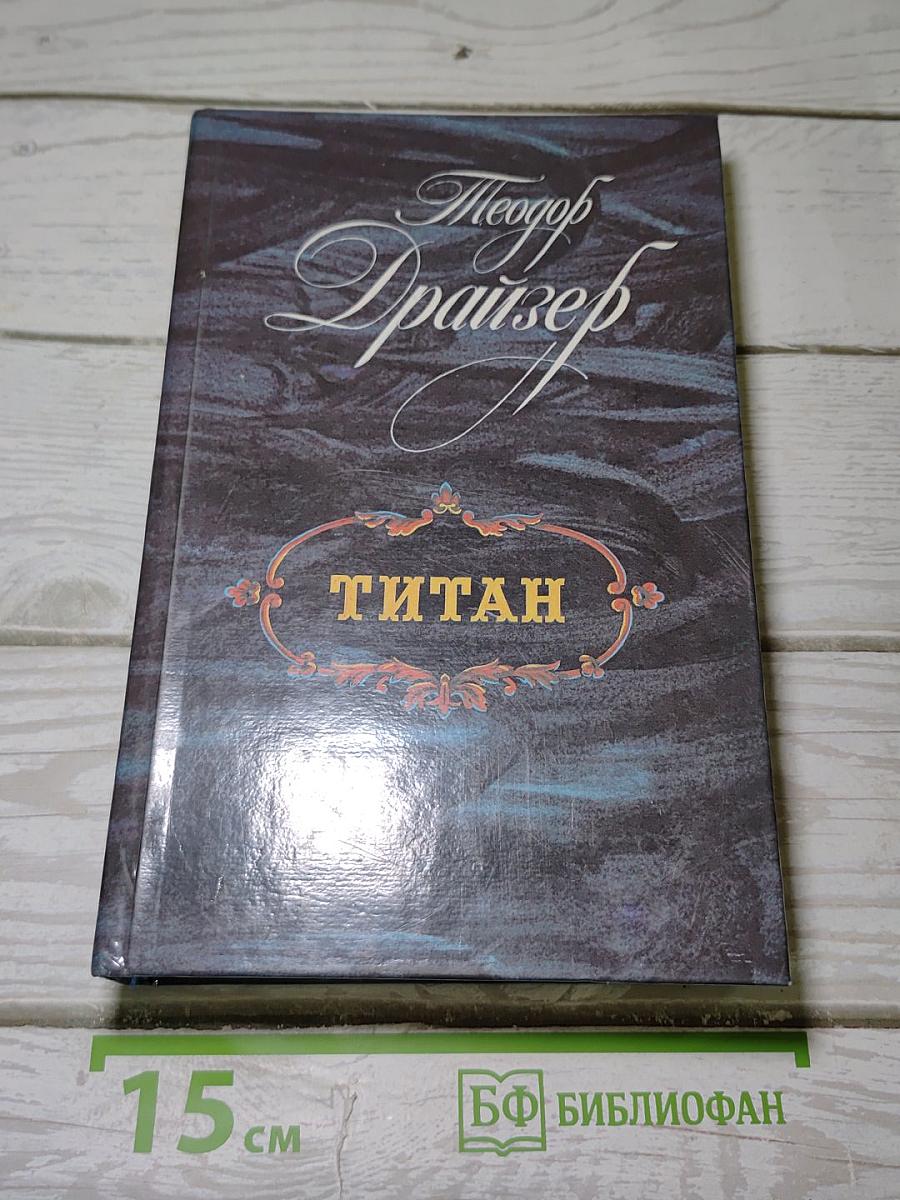 Теодор
Драйзер
ТИТАН
15 см
БФ БИБЛИОФАН